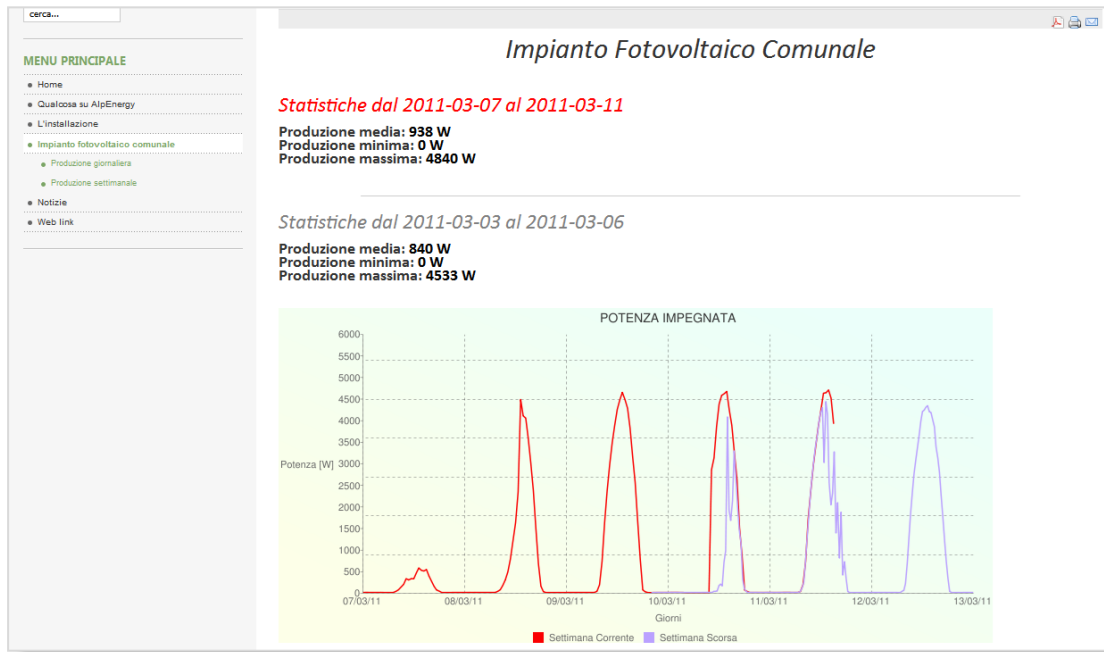 cerca...
MENU PRINCIPALE
Home
Qualcosa su AlpEnergy
L'installazione
Impianto fotovoltaico comunale
Produzione giornaliera
Produzione settimanale
Notizie
Web link
Impianto Fotovoltaico Comunale
Statistiche dal 2011-03-07 al 2011-03-11
Produzione media: 938 W
Produzione minima: 0 W
Produzione massima: 4840 W
Statistiche dal 2011-03-03 al 2011-03-06
Produzione media: 840 W
Produzione minima: 0 W
Produzione massima: 4533 W
POTENZA IMPEGNATA
6000
5500
5000
4500
4000
3500
Potenza [W] 3000
2500
2000
1500
1000
500
0
07/03/11 08/03/11 09/03/11 10/03/11 11/03/11 12/03/11 13/03/11
Giorni
Settimana Corrente Settimana Scorsa